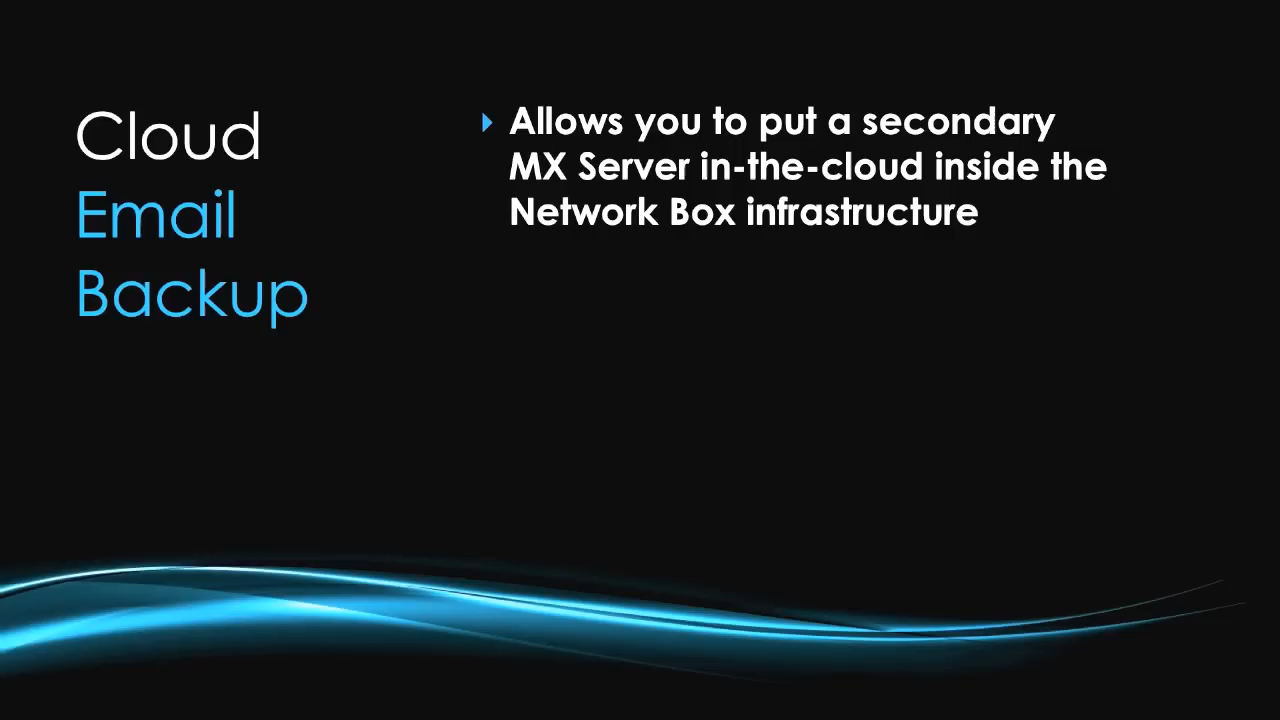 Cloud
Email
Backup
Allows you to put a secondary
MX Server in-the-cloud inside the
Network Box infrastructure